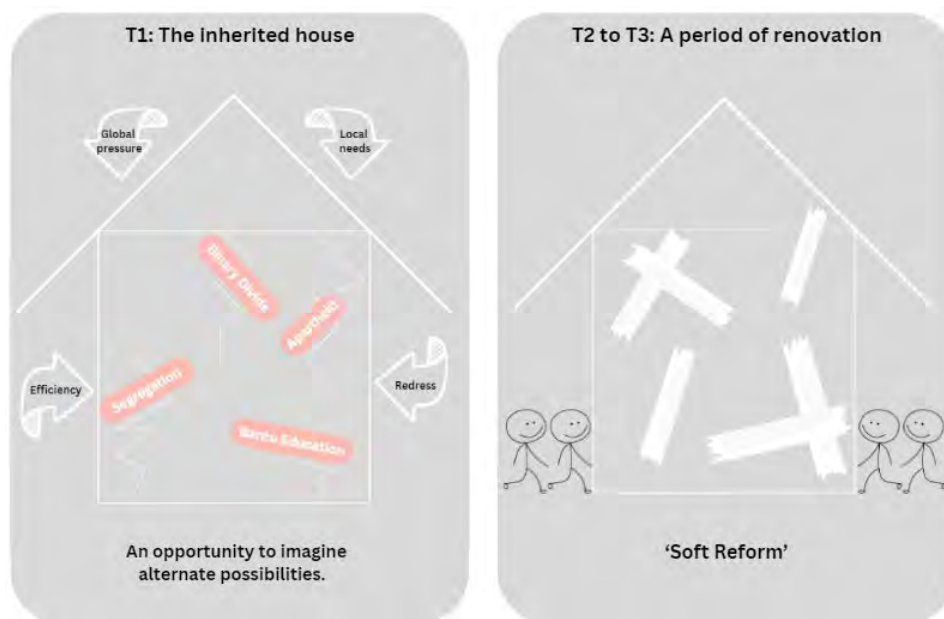 T1: The inherited house
Global
pressure
Local
needs
Binary Divide
Apartheid
Segregation
Bantu Education
Efficiency
Redress
An opportunity to imagine
alternate possibilities.
T2 to T3: A period of renovation
‘Soft Reform’